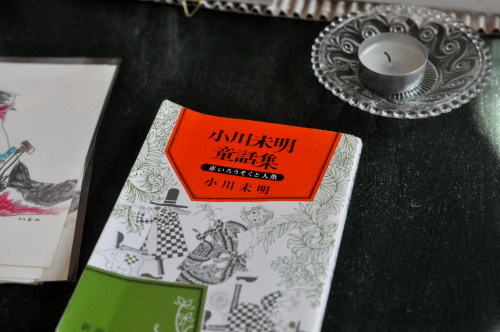 小川未明
童話集
赤いろうそくと人魚
小川未明